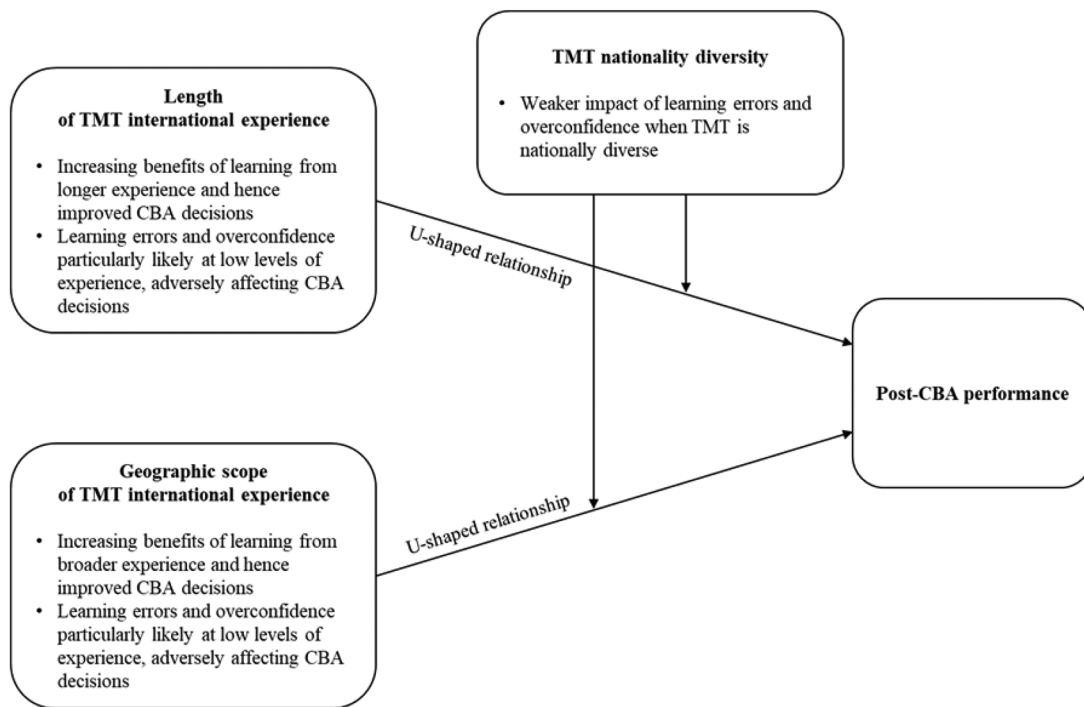 TMT nationality diversity
• Weaker impact of learning errors and
overconfidence when TMT is
nationally diverse
Length
of TMT international experience
• Increasing benefits of learning from
longer experience and hence
improved CBA decisions
• Learning errors and overconfidence
particularly likely at low levels of
experience, adversely affecting CBA
decisions
U-shaped relationship
Post-CBA performance
Geographic scope
of TMT international experience
• Increasing benefits of learning from
broader experience and hence
improved CBA decisions
• Learning errors and overconfidence
particularly likely at low levels of
experience, adversely affecting CBA
decisions
U-shaped relationship